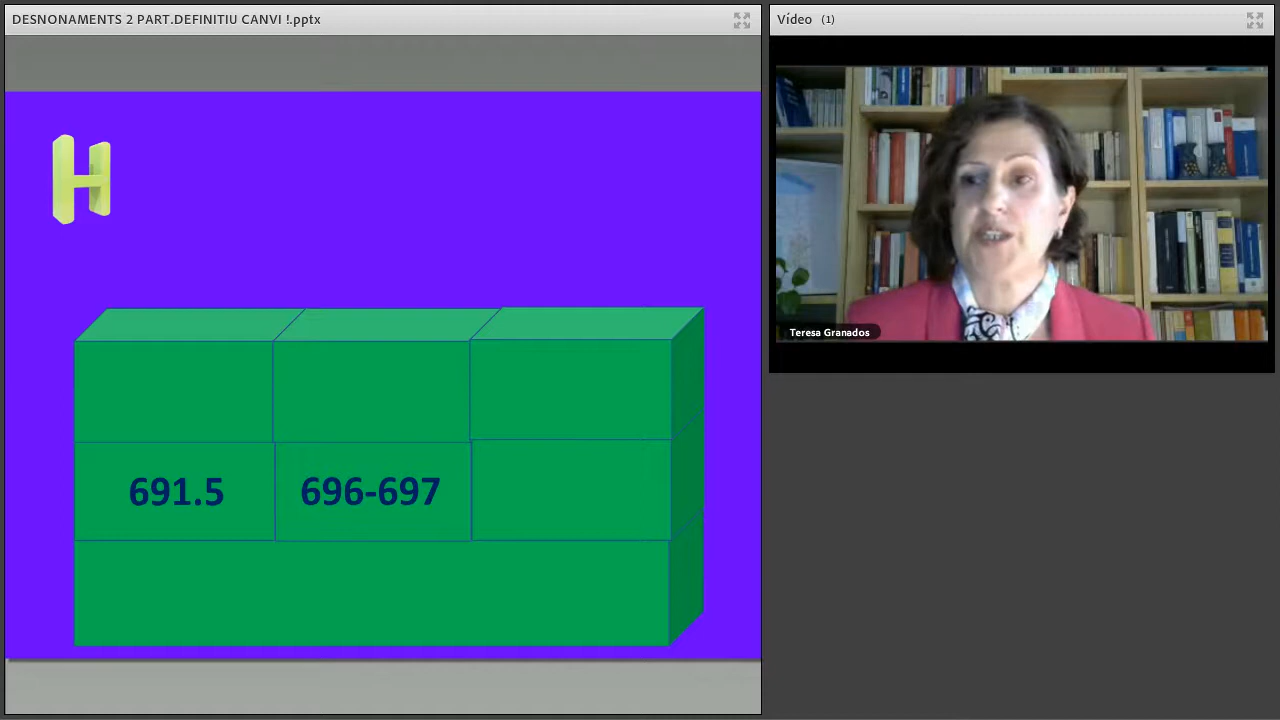 DESNONAMENTS 2 PART.DEFINITIU CANVI !.pptx
Vídeo (1)
H
691.5
696-697
Teresa Granados